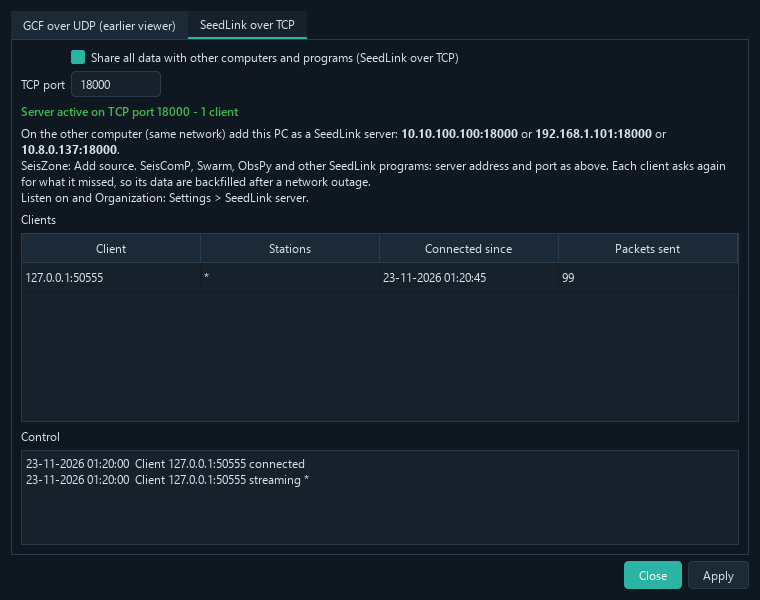 GCF over UDP (earlier viewer) SeedLink over TCP
Share all data with other computers and programs (SeedLink over TCP)
TCP port 18000
Server active on TCP port 18000 - 1 client
On the other computer (same network) add this PC as a SeedLink server: 10.10.100.100:18000 or 192.168.1.101:18000 or
10.8.0.137:18000.
SeisZone: Add source. SeisComP, Swarm, ObsPy and other SeedLink programs: server address and port as above. Each client asks again
for what it missed, so its data are backfilled after a network outage.
Listen on and Organization: Settings > SeedLink server.
Clients
Client Stations Connected since Packets sent
127.0.0.1:50555 * 23-11-2026 01:20:45 99
Control
23-11-2026 01:20:00 Client 127.0.0.1:50555 connected
23-11-2026 01:20:00 Client 127.0.0.1:50555 streaming *
Close Apply